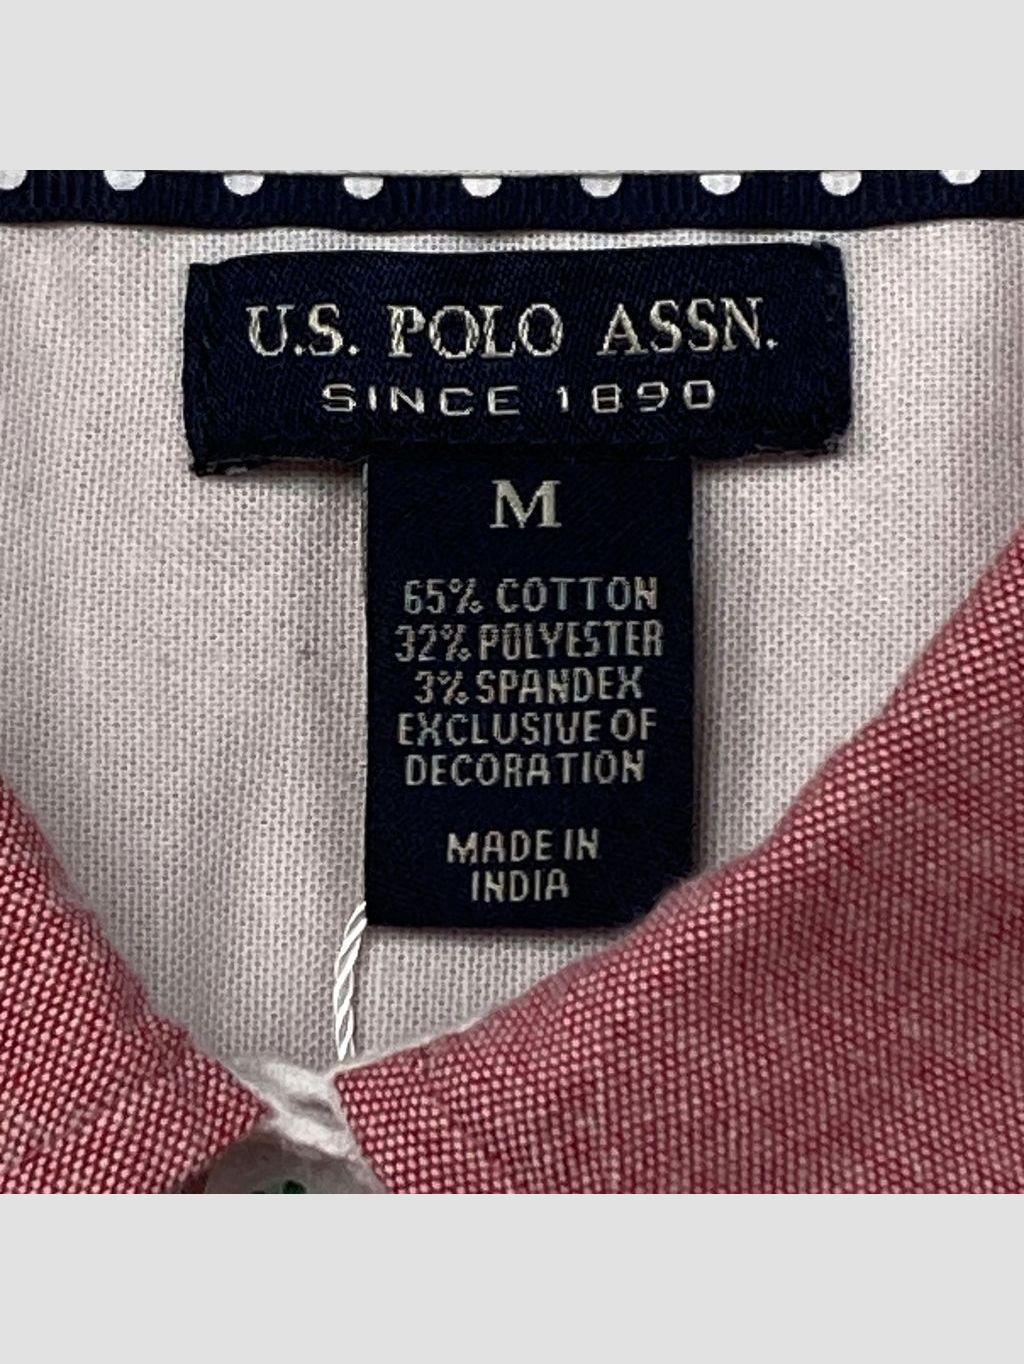 U.S. POLO ASSN.
SINCE 1890
M
65% COTTON
32% POLYESTER
3% SPANDEX
EXCLUSIVE OF
DECORATION
MADE IN
INDIA